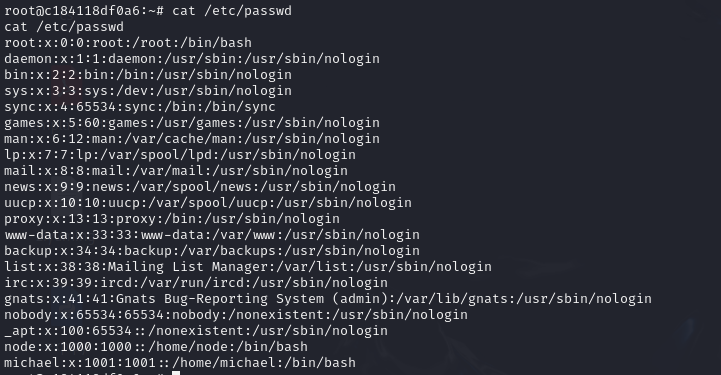 root@c184118df0a6:~# cat /etc/passwd
cat /etc/passwd
root:x:0:0:root:/root:/bin/bash
daemon:x:1:1:daemon:/usr/sbin:/usr/sbin/nologin
bin:x:2:2:bin:/bin:/usr/sbin/nologin
sys:x:3:3:sys:/dev:/usr/sbin/nologin
sync:x:4:65534:sync:/bin:/bin/sync
games:x:5:60:games:/usr/games:/usr/sbin/nologin
man:x:6:12:man:/var/cache/man:/usr/sbin/nologin
lp:x:7:7:lp:/var/spool/lpd:/usr/sbin/nologin
mail:x:8:8:mail:/var/mail:/usr/sbin/nologin
news:x:9:9:news:/var/spool/news:/usr/sbin/nologin
uucp:x:10:10:uucp:/var/spool/uucp:/usr/sbin/nologin
proxy:x:13:13:proxy:/bin:/usr/sbin/nologin
www-data:x:33:33:www-data:/var/www:/usr/sbin/nologin
backup:x:34:34:backup:/var/backups:/usr/sbin/nologin
list:x:38:38:Mailing List Manager:/var/list:/usr/sbin/nologin
irc:x:39:39:ircd:/var/run/ircd:/usr/sbin/nologin
gnats:x:41:41:Gnats Bug-Reporting System (admin):/var/lib/gnats:/usr/sbin/nologin
nobody:x:65534:65534:nobody:/nonexistent:/usr/sbin/nologin
_apt:x:100:65534::/nonexistent:/usr/sbin/nologin
node:x:1000:1000::/home/node:/bin/bash
michael:x:1001:1001::/home/michael:/bin/bash